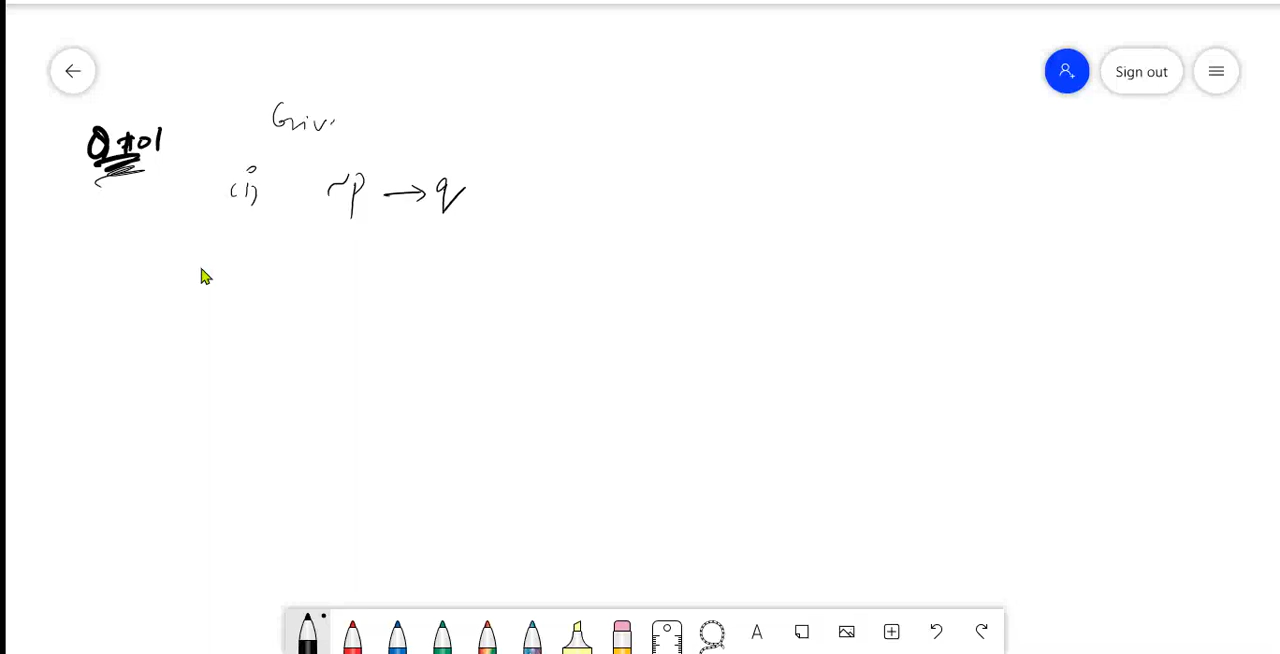 Sign out
Giv
Q#01
(i) ~p → q
A